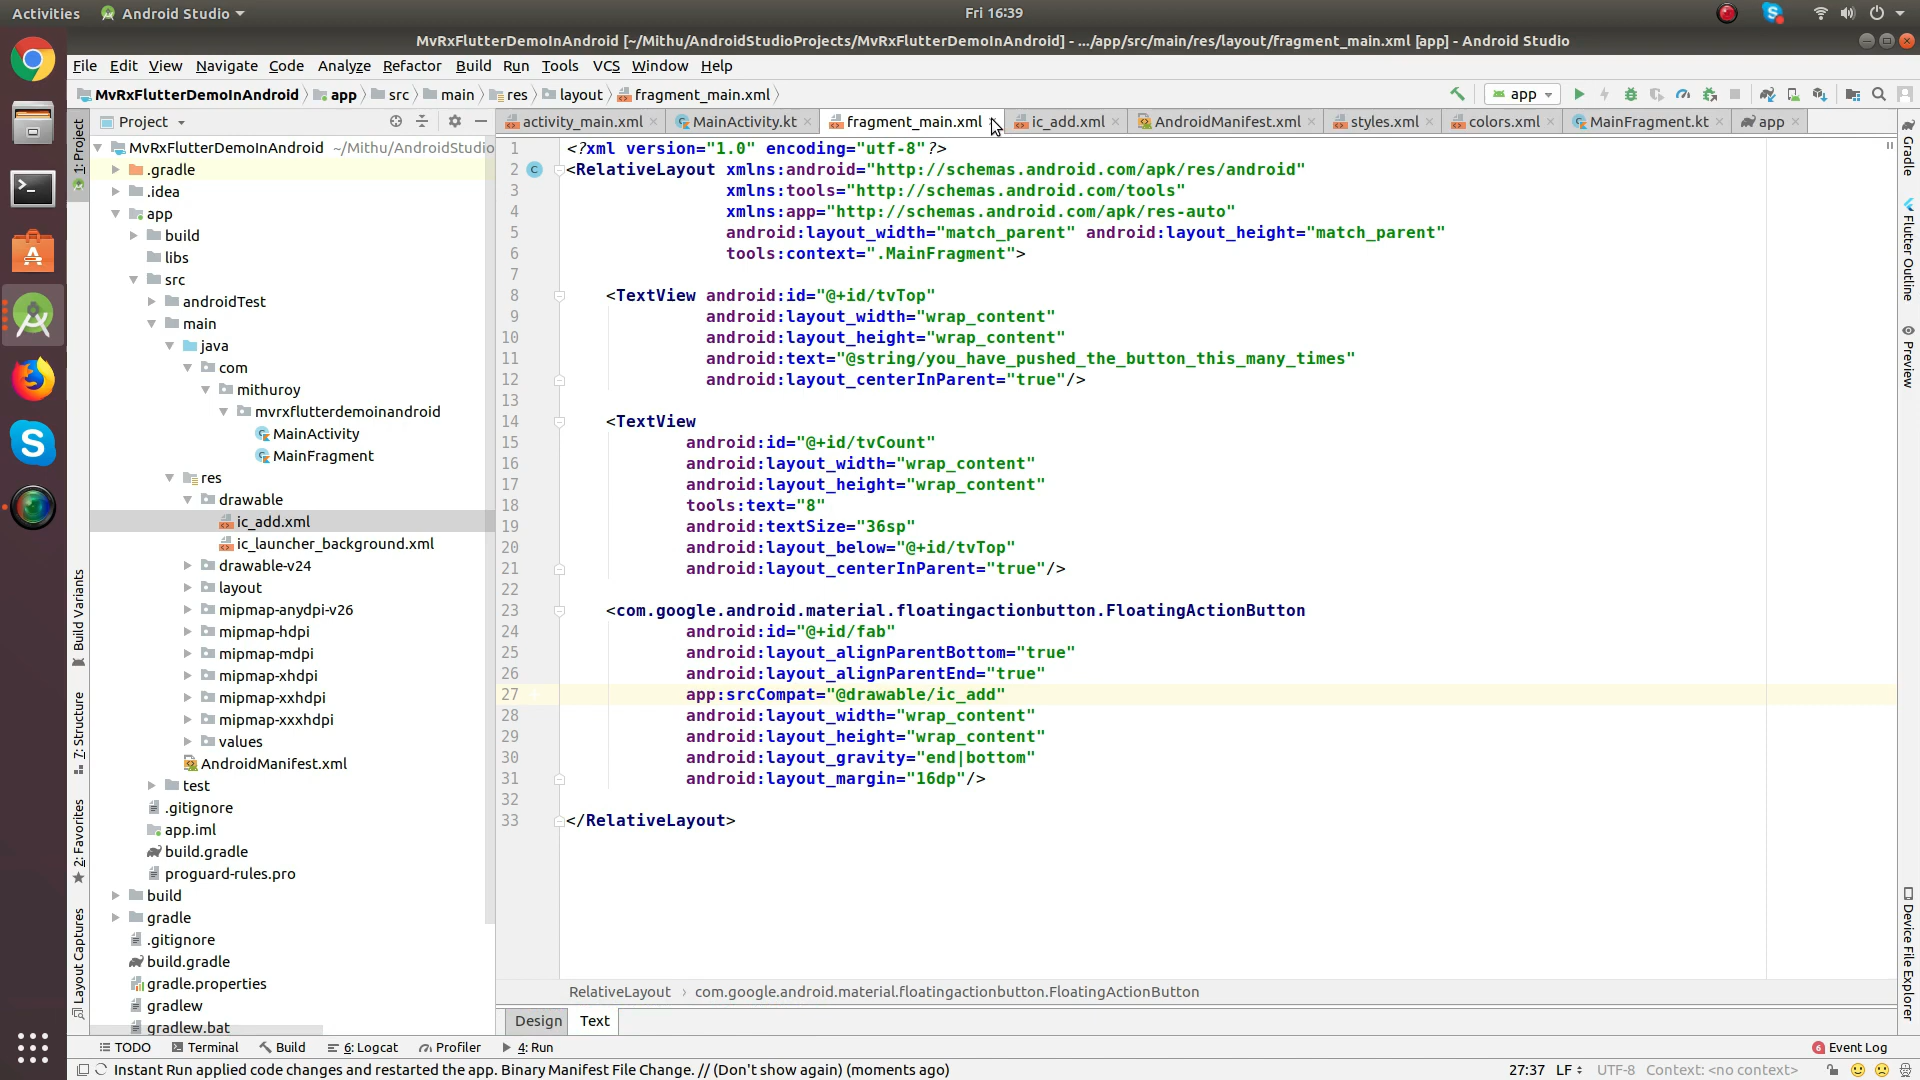 Activities
Android Studio
Fri 16:39
MvRxFlutterDemoInAndroid [~/Mithu/AndroidStudioProjects/MvRxFlutterDemoInAndroid] - .../app/src/main/res/layout/fragment_main.xml [app] - Android Studio
File Edit View Navigate Code Analyze Refactor Build Run Tools VCS Window Help
MvRxFlutterDemoInAndroid app src main res layout fragment_main.xml
app
Project
activity_main.xml MainActivity.kt fragment_main.xml ic_add.xml AndroidManifest.xml styles.xml colors.xml MainFragment.kt app
MvRxFlutterDemoInAndroid ~/Mithu/AndroidStudio
.gradle
.idea
app
build
libs
src
androidTest
main
java
com
mithuroy
mvrxflutterdemoinandroid
MainActivity
MainFragment
res
drawable
ic_add.xml
ic_launcher_background.xml
drawable-v24
layout
mipmap-anydpi-v26
mipmap-hdpi
mipmap-mdpi
mipmap-xhdpi
mipmap-xxhdpi
mipmap-xxxhdpi
values
AndroidManifest.xml
test
.gitignore
app.iml
build.gradle
proguard-rules.pro
build
gradle
.gitignore
build.gradle
gradle.properties
gradlew
gradlew.bat
1: Project
Build Variants
7: Structure
2: Favorites
Layout Captures
1 <?xml version="1.0" encoding="utf-8"?>
2 <RelativeLayout xmlns:android="http://schemas.android.com/apk/res/android"
3 xmlns:tools="http://schemas.android.com/tools"
4 xmlns:app="http://schemas.android.com/apk/res-auto"
5 android:layout_width="match_parent" android:layout_height="match_parent"
6 tools:context=".MainFragment">
7
8 <TextView android:id="@+id/tvTop"
9 android:layout_width="wrap_content"
10 android:layout_height="wrap_content"
11 android:text="@string/you_have_pushed_the_button_this_many_times"
12 android:layout_centerInParent="true"/>
13
14 <TextView
15 android:id="@+id/tvCount"
16 android:layout_width="wrap_content"
17 android:layout_height="wrap_content"
18 tools:text="8"
19 android:textSize="36sp"
20 android:layout_below="@+id/tvTop"
21 android:layout_centerInParent="true"/>
22
23 <com.google.android.material.floatingactionbutton.FloatingActionButton
24 android:id="@+id/fab"
25 android:layout_alignParentBottom="true"
26 android:layout_alignParentEnd="true"
27 app:srcCompat="@drawable/ic_add"
28 android:layout_width="wrap_content"
29 android:layout_height="wrap_content"
30 android:layout_gravity="end|bottom"
31 android:layout_margin="16dp"/>
32
33 </RelativeLayout>
Gradle
Flutter Outline
Preview
Device File Explorer
RelativeLayout › com.google.android.material.floatingactionbutton.FloatingActionButton
Design Text
TODO Terminal Build 6: Logcat Profiler 4: Run
6 Event Log
Instant Run applied code changes and restarted the app. Binary Manifest File Change. // (Don't show again) (moments ago)
27:37 LF UTF-8 Context: <no context>